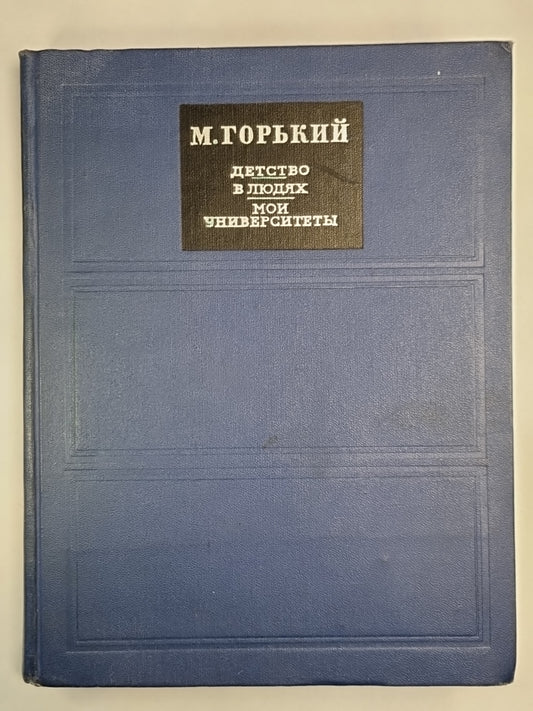 М.ГОРЬКИЙ
ДЕТСТВО
В ЛЮДЯХ
МОИ
УНИВЕРСИТЕТЫ